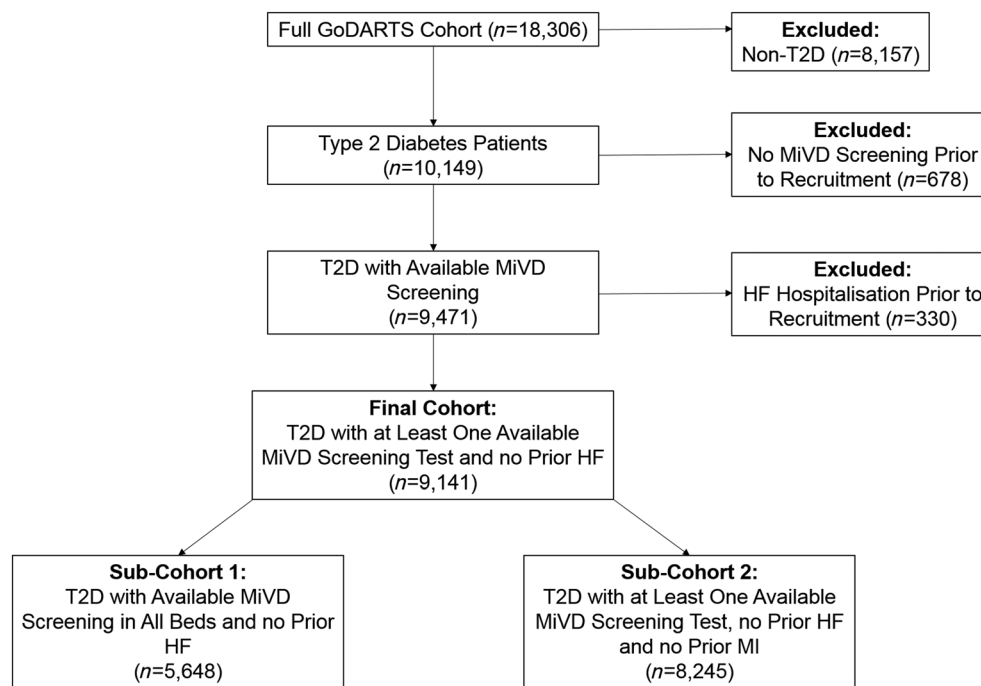 Full GoDARTS Cohort (n=18,306)
Excluded:
Non-T2D (n=8,157)
Type 2 Diabetes Patients
(n=10,149)
Excluded:
No MiVD Screening Prior
to Recruitment (n=678)
T2D with Available MiVD
Screening
(n=9,471)
Excluded:
HF Hospitalisation Prior to
Recruitment (n=330)
Final Cohort:
T2D with at Least One Available
MiVD Screening Test and no Prior HF
(n=9,141)
Sub-Cohort 1:
T2D with Available MiVD
Screening in All Beds and no Prior
HF
(n=5,648)
Sub-Cohort 2:
T2D with at Least One Available
MiVD Screening Test, no Prior HF
and no Prior MI
(n=8,245)